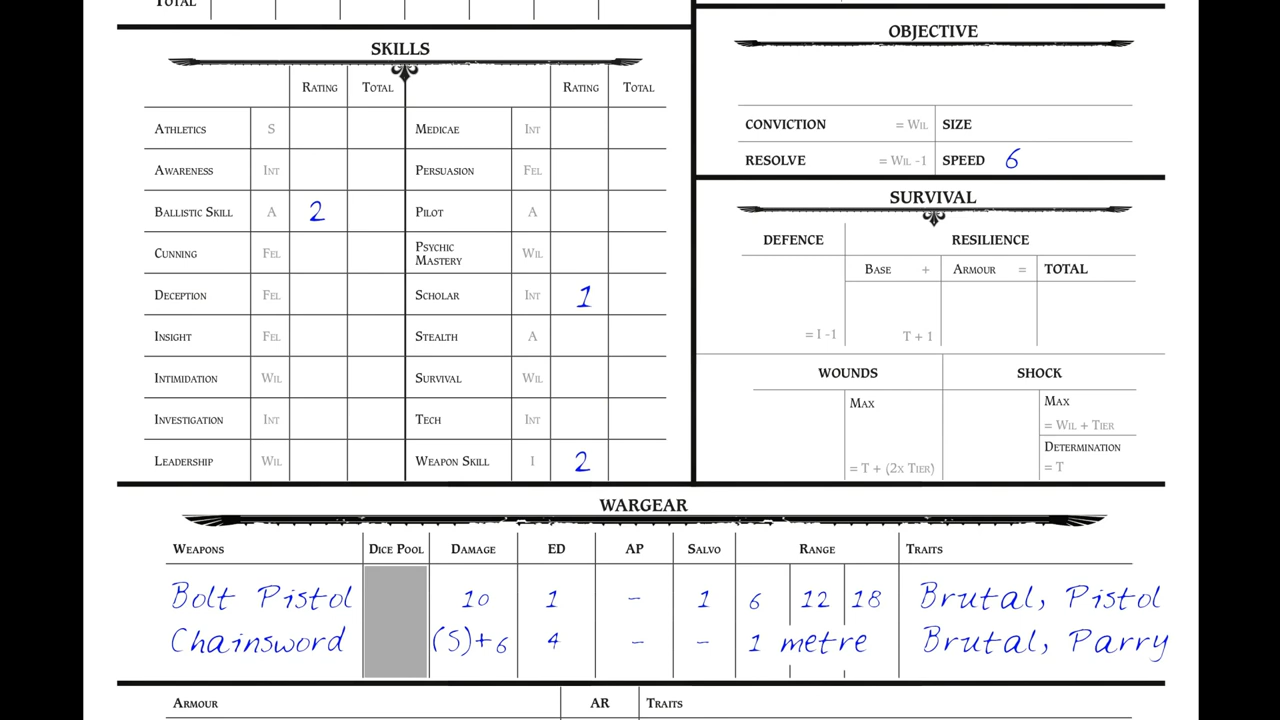 TOTAL
SKILLS
RATING TOTAL RATING TOTAL
ATHLETICS S MEDICAE INT
AWARENESS INT PERSUASION FEL
BALLISTIC SKILL A 2 PILOT A
CUNNING FEL PSYCHIC MASTERY WIL
DECEPTION FEL SCHOLAR INT 1
INSIGHT FEL STEALTH A
INTIMIDATION WIL SURVIVAL WIL
INVESTIGATION INT TECH INT
LEADERSHIP WIL WEAPON SKILL I 2
OBJECTIVE
CONVICTION = WIL SIZE
RESOLVE = WIL -1 SPEED 6
SURVIVAL
DEFENCE RESILIENCE
BASE + ARMOUR = TOTAL
= I -1 T + 1
WOUNDS SHOCK
MAX MAX
= WIL + TIER
DETERMINATION
= T + (2X TIER) = T
WARGEAR
WEAPONS DICE POOL DAMAGE ED AP SALVO RANGE TRAITS
Bolt Pistol 10 1 - 1 6 12 18 Brutal, Pistol
Chainsword (S)+6 4 - - 1 metre Brutal, Parry
ARMOUR AR TRAITS